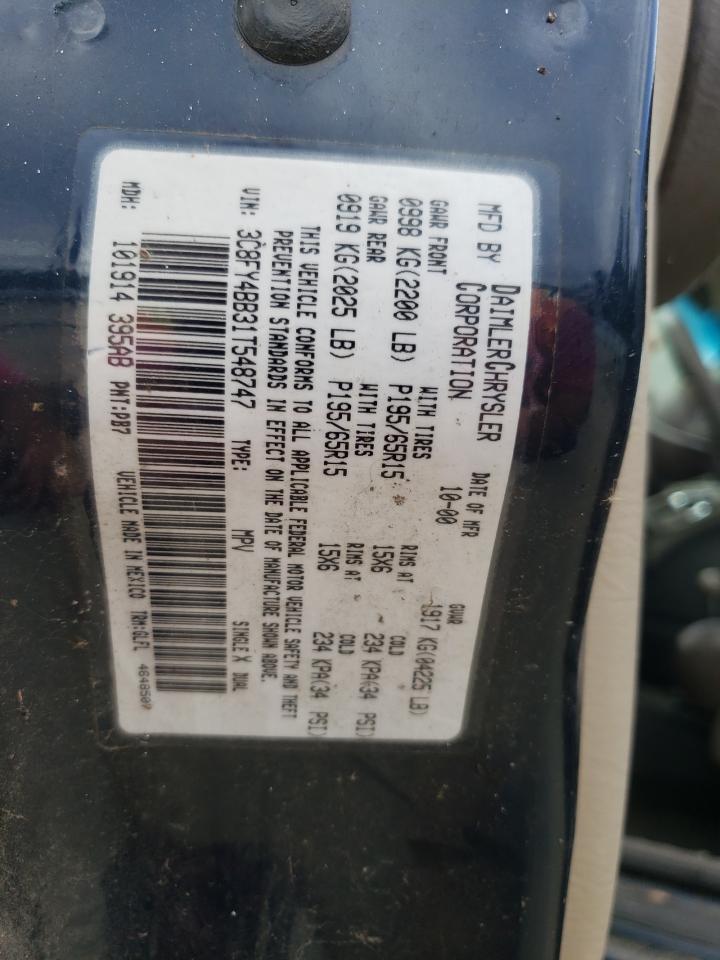 MFD BY DAIMLERCHRYSLER CORPORATION
DATE OF MFR 10-00
GVWR 1917 KG(04225 LB)
GAWR FRONT WITH TIRES RIMS AT COLD
0998 KG(2200 LB) P195/65R15 15X6 234 KPA(34 PSI)
GAWR REAR WITH TIRES RIMS AT COLD
0919 KG(2025 LB) P195/65R15 15X6 234 KPA(34 PSI)
THIS VEHICLE CONFORMS TO ALL APPLICABLE FEDERAL MOTOR VEHICLE SAFETY AND THEFT
PREVENTION STANDARDS IN EFFECT ON THE DATE OF MANUFACTURE SHOWN ABOVE.
VIN: 3C8FY4BB31T548747 TYPE: MPV SINGLE X DUAL
MDH: 101914 395AB PNT:PB7 VEHICLE MADE IN MEXICO TRM:GLFL 4648507